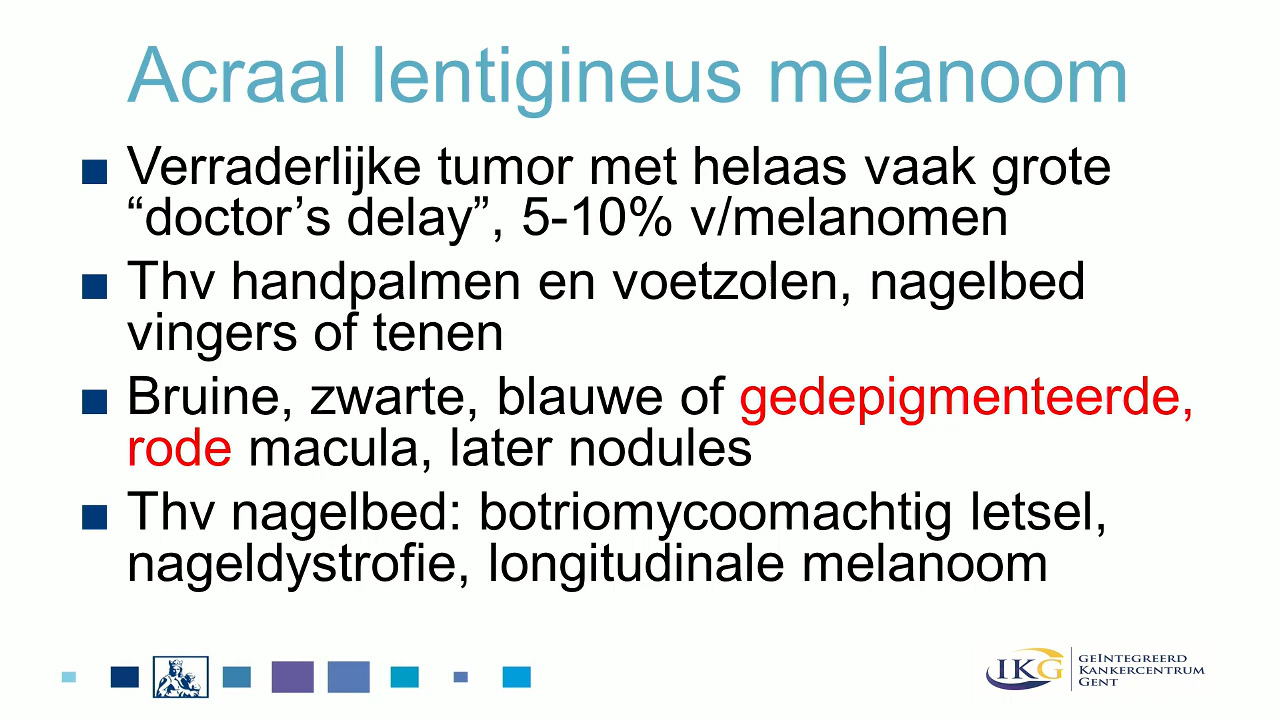 Acraal lentigineus melanoom
■ Verraderlijke tumor met helaas vaak grote
“doctor’s delay”, 5-10% v/melanomen
■ Thv handpalmen en voetzolen, nagelbed
vingers of tenen
■ Bruine, zwarte, blauwe of gedepigmenteerde,
rode macula, later nodules
■ Thv nagelbed: botriomycoomachtig letsel,
nageldystrofie, longitudinale melanoom
IKG
GEÏNTEGREERD
KANKERCENTRUM
GENT